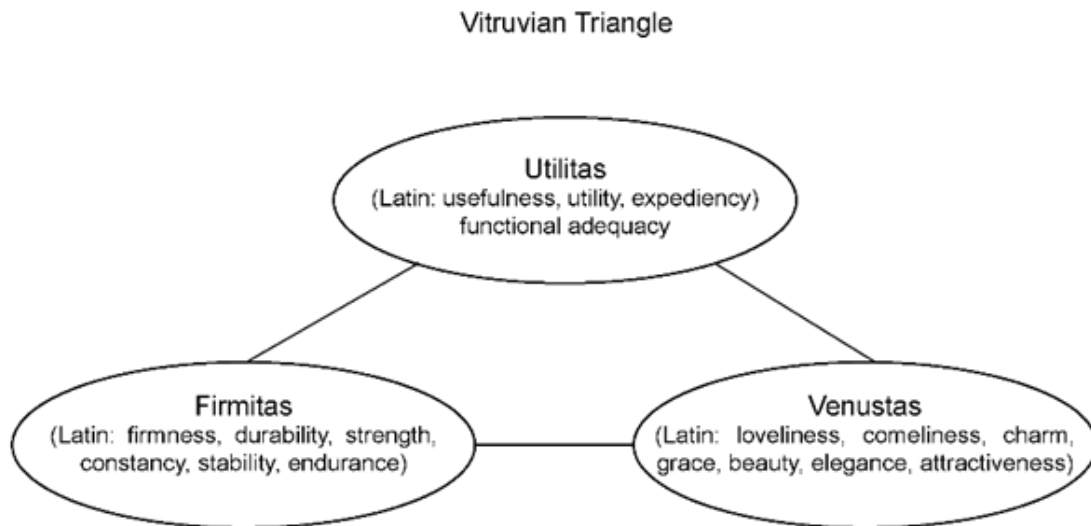 Vitruvian Triangle
Utilitas
(Latin: usefulness, utility, expediency)
functional adequacy
Firmitas
(Latin: firmness, durability, strength,
constancy, stability, endurance)
Venustas
(Latin: loveliness, comeliness, charm,
grace, beauty, elegance, attractiveness)